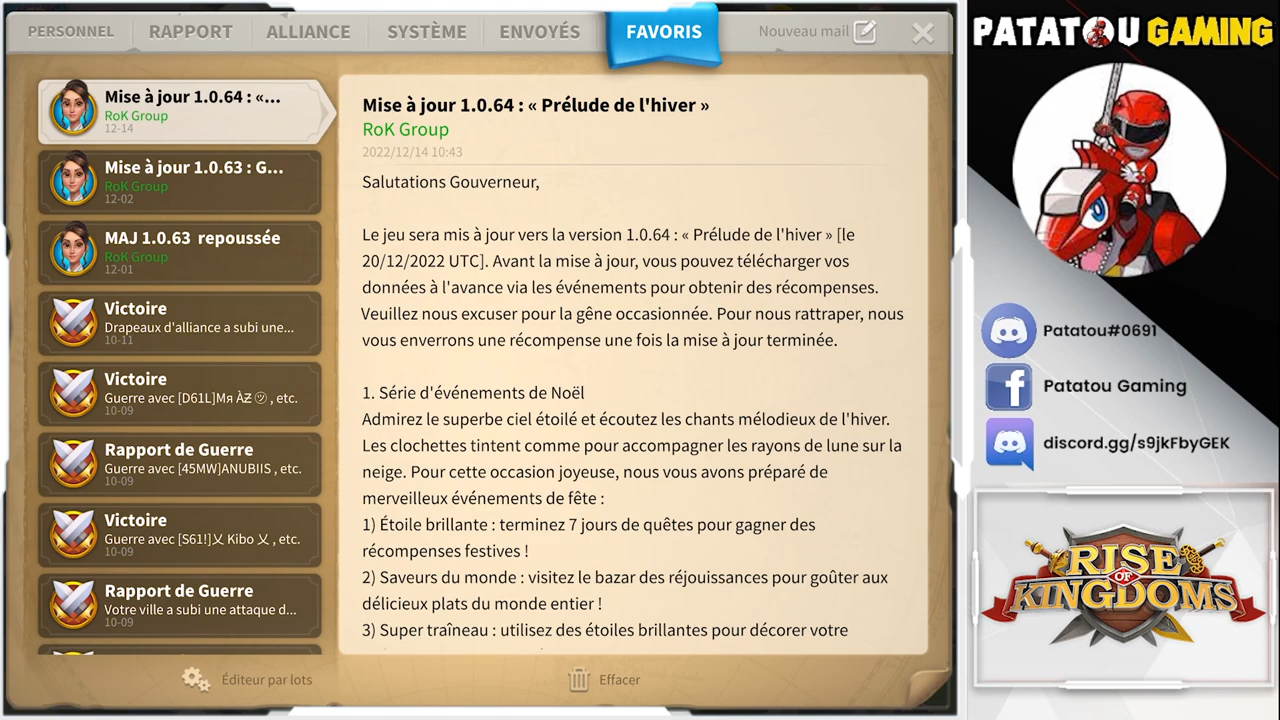 PERSONNEL RAPPORT ALLIANCE SYSTÈME ENVOYÉS FAVORIS Nouveau mail
Mise à jour 1.0.64 : «...
RoK Group
12-14
Mise à jour 1.0.63 : G...
RoK Group
12-02
MAJ 1.0.63 repoussée
RoK Group
12-01
Victoire
Drapeaux d'alliance a subi une...
10-11
Victoire
Guerre avec [D61L]Mя ÀƵ ツ , etc.
10-09
Rapport de Guerre
Guerre avec [45MW]ANUBIIS , etc.
10-09
Victoire
Guerre avec [S61!]乂 Kibo 乂 , etc.
10-09
Rapport de Guerre
Votre ville a subi une attaque d...
10-09
Éditeur par lots
Mise à jour 1.0.64 : « Prélude de l'hiver »
RoK Group
2022/12/14 10:43
Salutations Gouverneur,
Le jeu sera mis à jour vers la version 1.0.64 : « Prélude de l'hiver » [le
20/12/2022 UTC]. Avant la mise à jour, vous pouvez télécharger vos
données à l'avance via les événements pour obtenir des récompenses.
Veuillez nous excuser pour la gêne occasionnée. Pour nous rattraper, nous
vous enverrons une récompense une fois la mise à jour terminée.
1. Série d'événements de Noël
Admirez le superbe ciel étoilé et écoutez les chants mélodieux de l'hiver.
Les clochettes tintent comme pour accompagner les rayons de lune sur la
neige. Pour cette occasion joyeuse, nous vous avons préparé de
merveilleux événements de fête :
1) Étoile brillante : terminez 7 jours de quêtes pour gagner des
récompenses festives !
2) Saveurs du monde : visitez le bazar des réjouissances pour goûter aux
délicieux plats du monde entier !
3) Super traîneau : utilisez des étoiles brillantes pour décorer votre
Effacer
PATATOU GAMING
Patatou#0691
Patatou Gaming
discord.gg/s9jkFbyGEK
RISE
OF
KINGDOMS